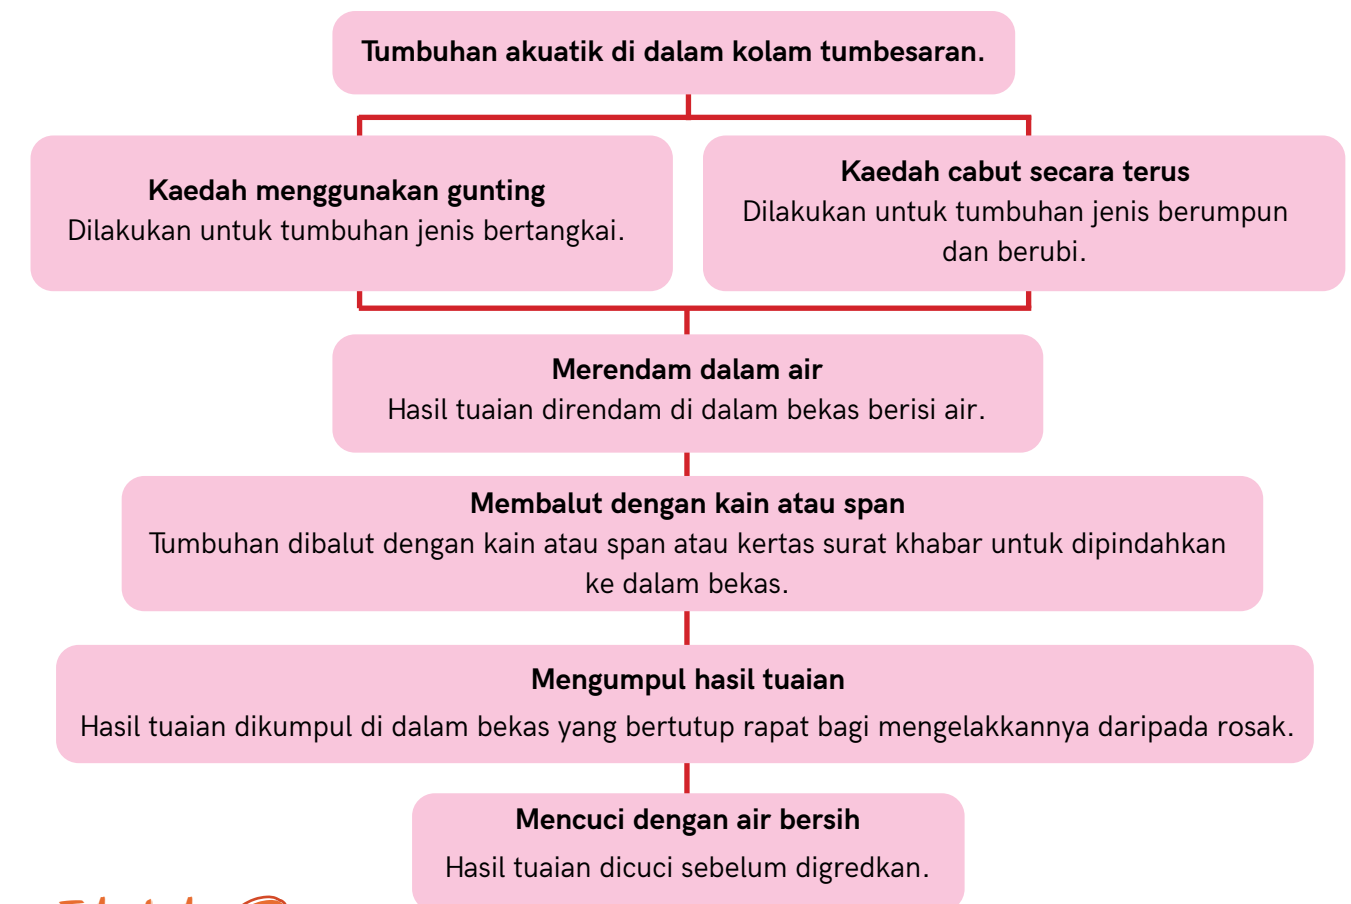 Tumbuhan akuatik di dalam kolam tumbesaran.
Kaedah menggunakan gunting
Dilakukan untuk tumbuhan jenis bertangkai.
Kaedah cabut secara terus
Dilakukan untuk tumbuhan jenis berumpun
dan berubi.
Merendam dalam air
Hasil tuaian direndam di dalam bekas berisi air.
Membalut dengan kain atau span
Tumbuhan dibalut dengan kain atau span atau kertas surat khabar untuk dipindahkan
ke dalam bekas.
Mengumpul hasil tuaian
Hasil tuaian dikumpul di dalam bekas yang bertutup rapat bagi mengelakkannya daripada rosak.
Mencuci dengan air bersih
Hasil tuaian dicuci sebelum digredkan.